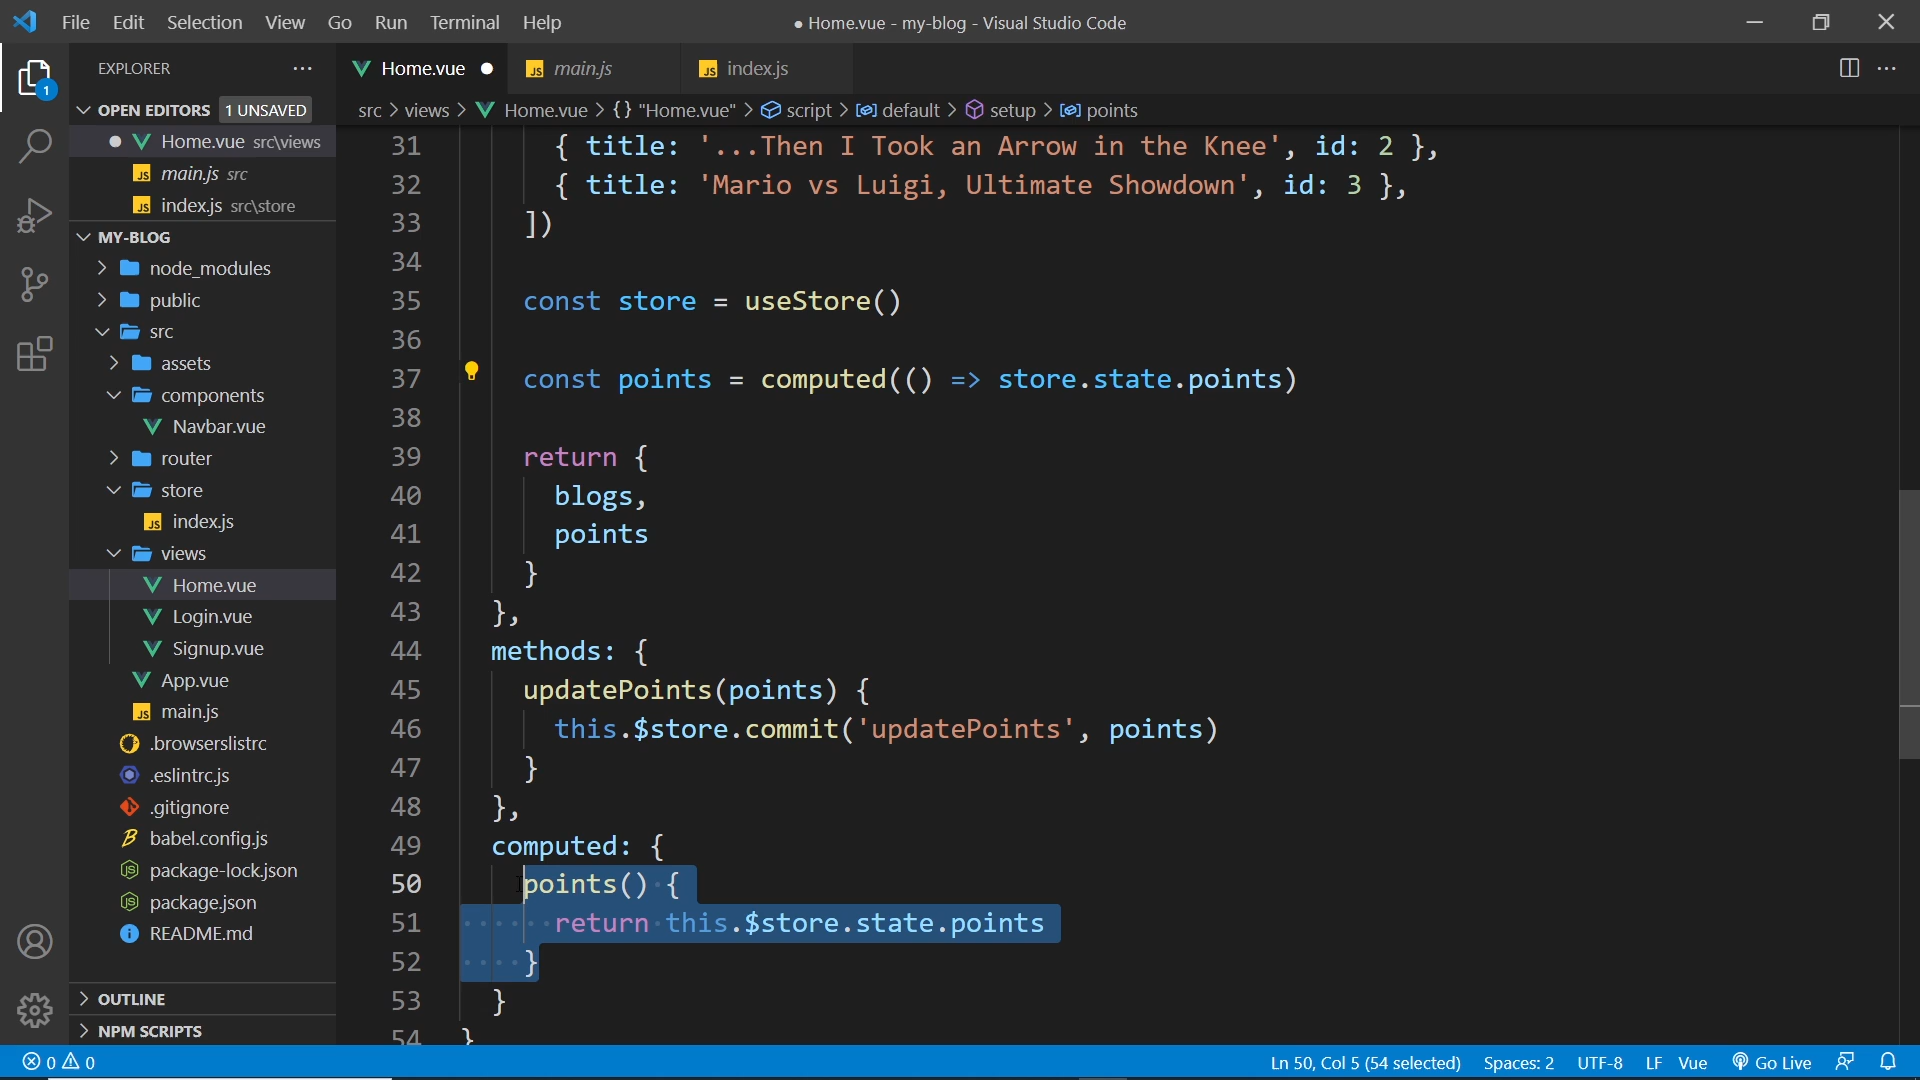 File Edit Selection View Go Run Terminal Help
● Home.vue - my-blog - Visual Studio Code
EXPLORER
Home.vue
main.js
index.js
OPEN EDITORS 1 UNSAVED
src > views > Home.vue > {} "Home.vue" > script > default > setup > points
Home.vue src\views
main.js src
index.js src\store
MY-BLOG
node_modules
public
src
assets
components
Navbar.vue
router
store
index.js
views
Home.vue
Login.vue
Signup.vue
App.vue
main.js
.browserslistrc
.eslintrc.js
.gitignore
babel.config.js
package-lock.json
package.json
README.md
OUTLINE
NPM SCRIPTS
1
31 { title: '...Then I Took an Arrow in the Knee', id: 2 },
32 { title: 'Mario vs Luigi, Ultimate Showdown', id: 3 },
33 ])
34
35 const store = useStore()
36
37 const points = computed(() => store.state.points)
38
39 return {
40 blogs,
41 points
42 }
43 },
44 methods: {
45 updatePoints(points) {
46 this.$store.commit('updatePoints', points)
47 }
48 },
49 computed: {
50 points() {
51 return this.$store.state.points
52 }
53 }
54 }
0 0
Ln 50, Col 5 (54 selected) Spaces: 2 UTF-8 LF Vue Go Live